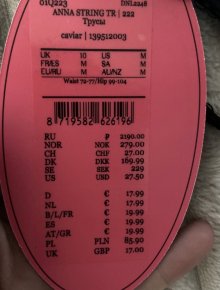 01Q223 DNL2248
ANNA STRING TR | 222
Трусы
caviar | 139512003
UK 10 US M
FR/ES M SA M
EU/RU M AU/NZ M
Waist 72-77/Hip 99-104
8 719582 626196
RU ₽ 2190.00
NOR NOK 279.00
CH CHF 27.00
DK DKK 189.99
SE SEK 229
US USD 27.50
D € 17.99
NL € 17.99
B/L/FR € 19.99
ES € 19.99
AT/GR € 19.99
PL PLN 85.90
UK GBP 17.00